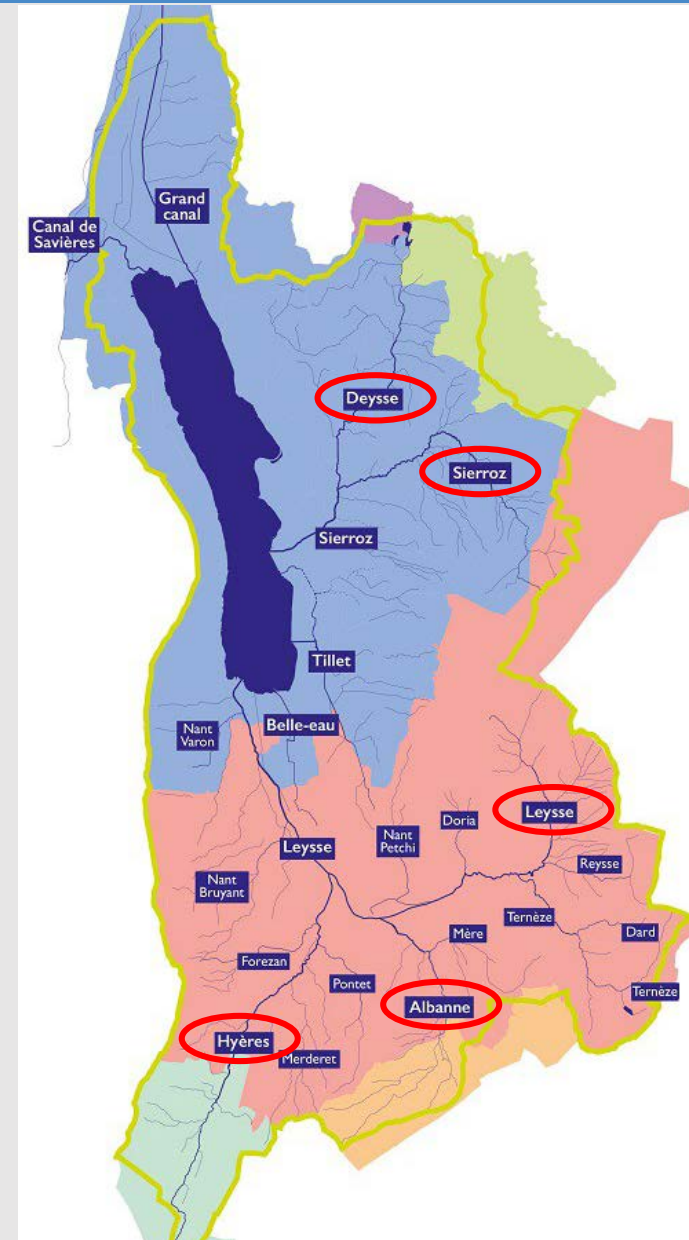 Grand
canal
Canal de
Savières
Deysse
Sierroz
Sierroz
Tillet
Nant
Varon
Belle-eau
Leysse
Doria
Nant
Petchi
Leysse
Reysse
Nant
Bruyant
Ternèze
Dard
Mère
Forezan
Pontet
Ternèze
Albanne
Hyères
Merderet